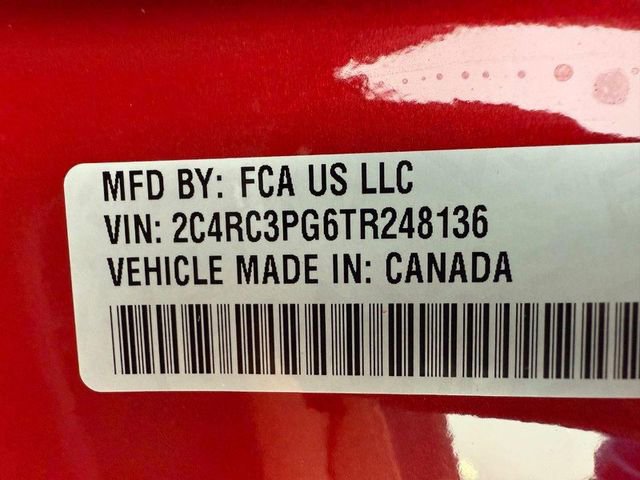 MFD BY: FCA US LLC
VIN: 2C4RC3PG6TR248136
VEHICLE MADE IN: CANADA